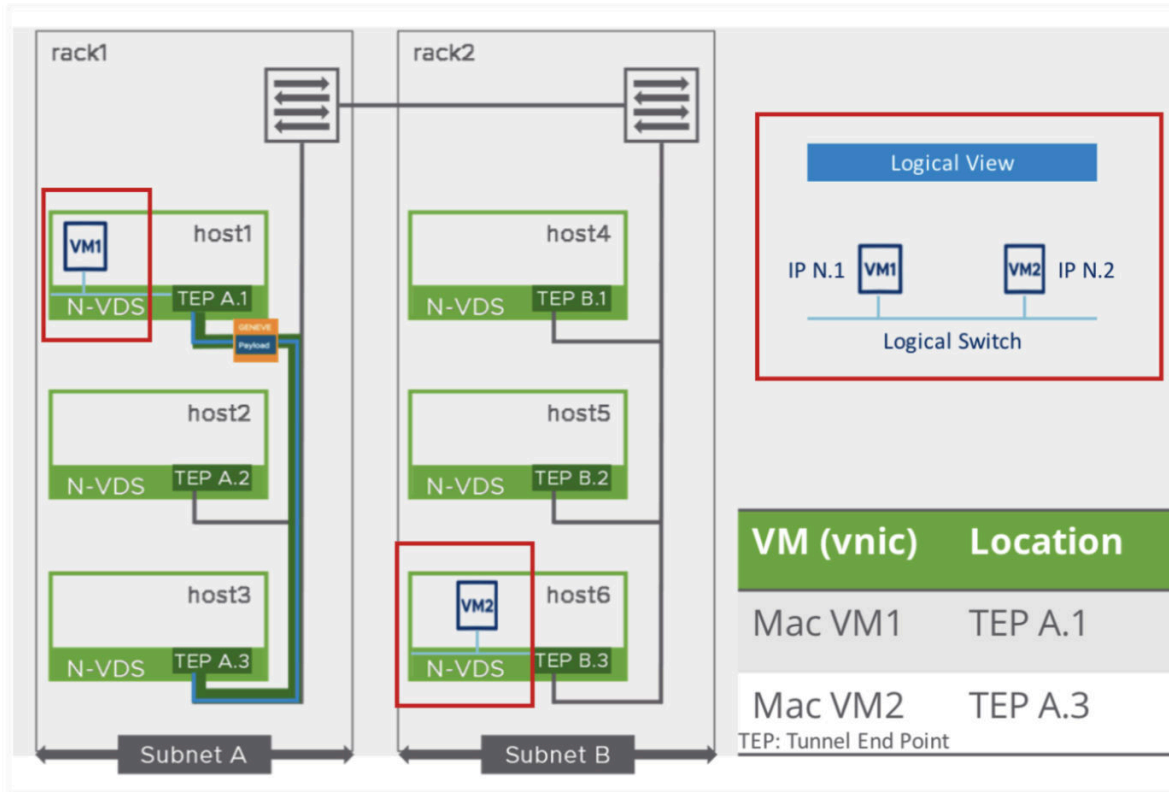 rack1
rack2
Logical View
VM1
host1
host4
IP N.1
VM1
VM2
IP N.2
N-VDS
TEP A.1
N-VDS
TEP B.1
GENEVE
Payload
Logical Switch
host2
host5
N-VDS
TEP A.2
N-VDS
TEP B.2
VM (vnic)
Location
host3
VM2
host6
Mac VM1
TEP A.1
N-VDS
TEP A.3
N-VDS
TEP B.3
Mac VM2
TEP A.3
TEP: Tunnel End Point
Subnet A
Subnet B